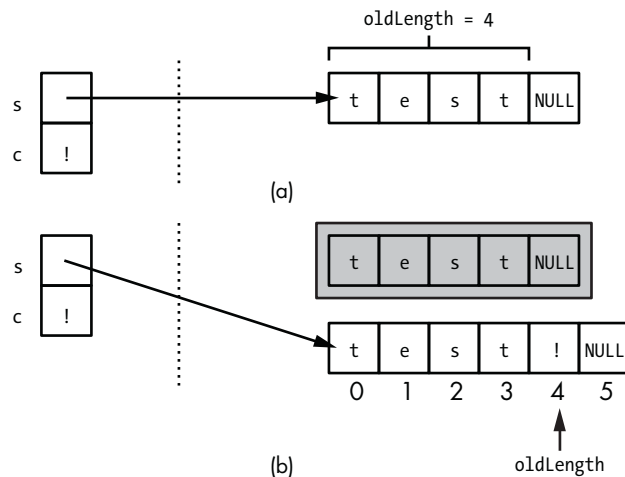 oldLength = 4
s t e s t NULL
c !
(a)
s t e s t NULL
c !
t e s t ! NULL
0 1 2 3 4 5
oldLength
(b)